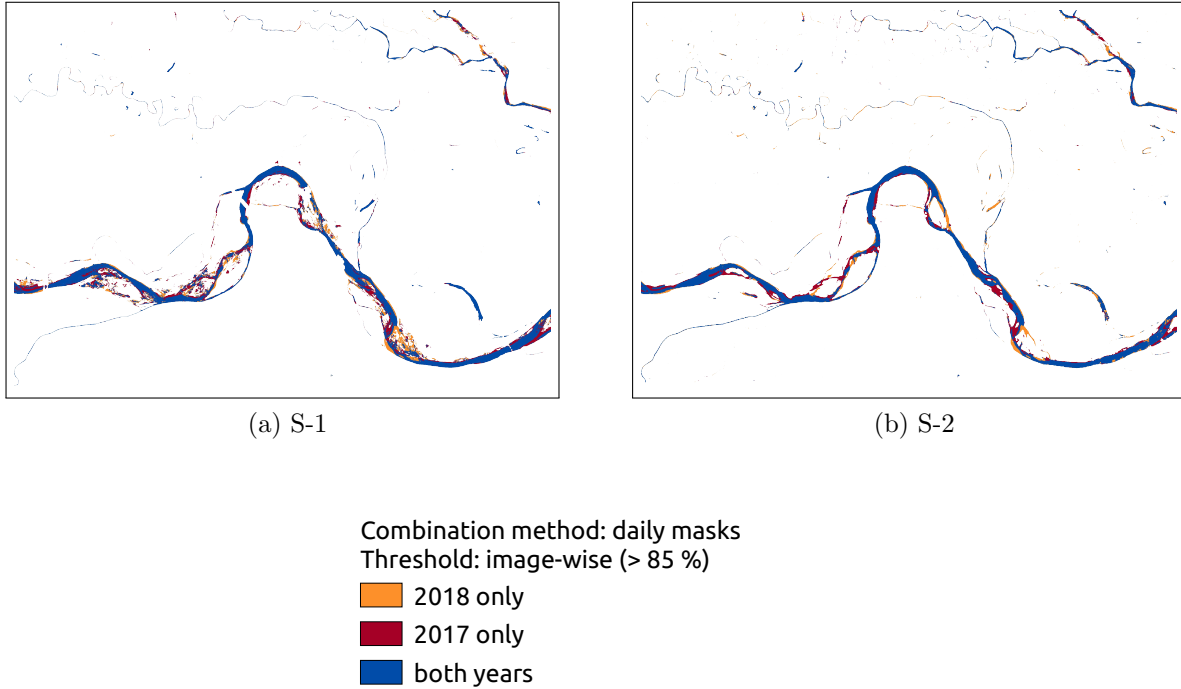 (a) S-1
(b) S-2
Combination method: daily masks
Threshold: image-wise (> 85 %)
2018 only
2017 only
both years